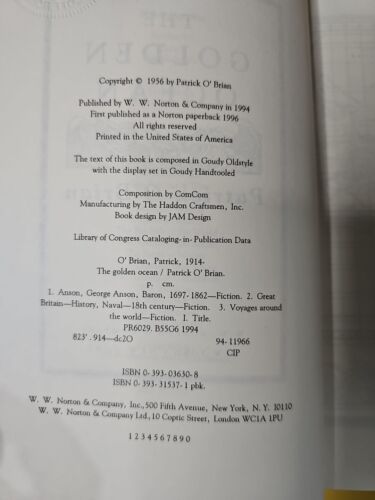 Copyright © 1956 by Patrick O' Brian
Published by W. W. Norton & Company in 1994
First published as a Norton paperback 1996
All rights reserved
Printed in the United States of America
The text of this book is composed in Goudy Oldstyle
with the display set in Goudy Handtooled
Composition by ComCom
Manufacturing by The Haddon Craftsmen, Inc.
Book design by JAM Design
Library of Congress Cataloging-in-Publication Data
O' Brian, Patrick, 1914-
The golden ocean / Patrick O' Brian.
p. cm.
1. Anson, George Anson, Baron, 1697-1862—Fiction. 2. Great
Britain—History, Naval—18th century—Fiction. 3. Voyages around
the world—Fiction. I. Title.
PR6029. B55G6 1994
823' .914—dc20 94-11966
CIP
ISBN 0-393-03630-8
ISBN 0-393-31537-1 pbk.
W. W. Norton & Company, Inc., 500 Fifth Avenue, New York, N. Y. 10110
W. W. Norton & Company Ltd., 10 Coptic Street, London WC1A 1PU
1 2 3 4 5 6 7 8 9 0